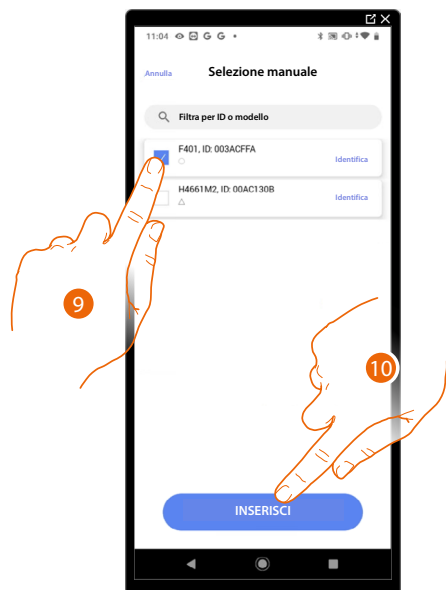 11:04 G G
Annulla Selezione manuale
Filtra per ID o modello
F401, ID: 003ACFFA
Identifica
H4661M2, ID: 00AC130B
Identifica
9
10
INSERISCI